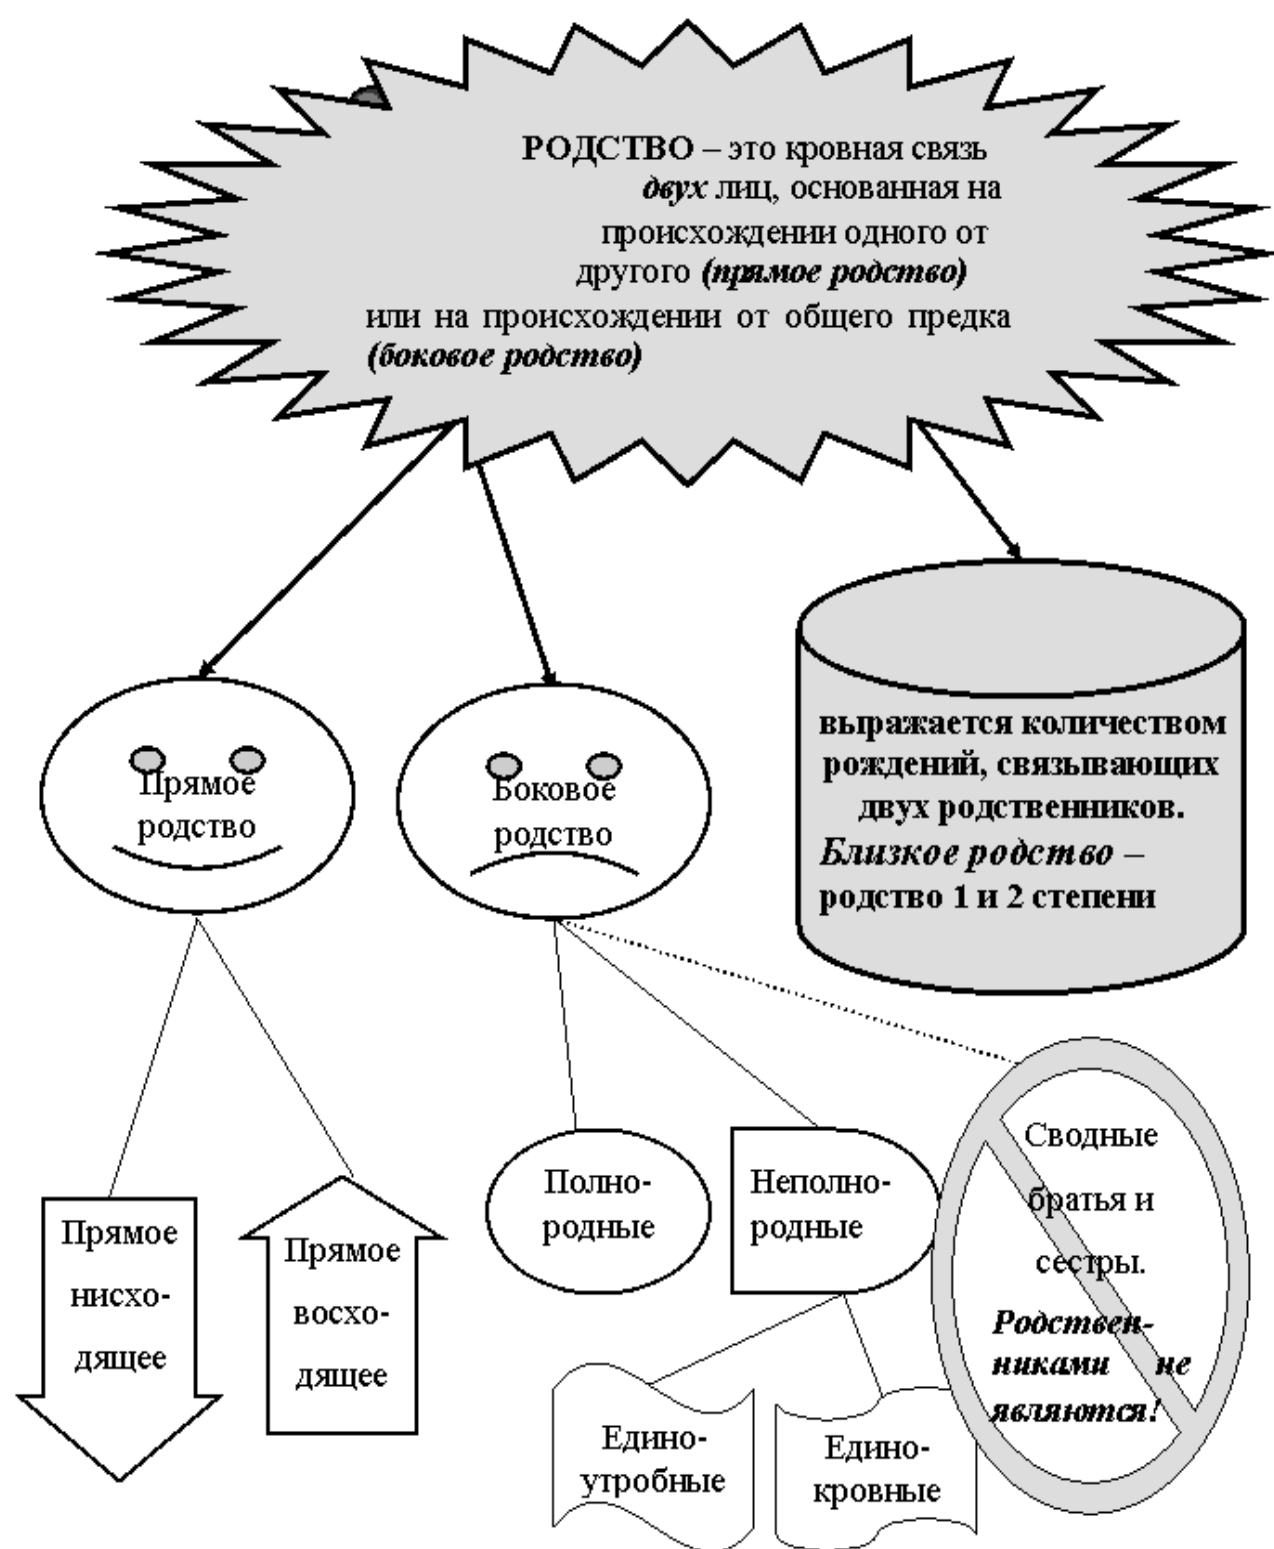 РОДСТВО – это кровная связь
двух лиц, основанная на
происхождении одного от
другого (прямое родство)
или на происхождении от общего предка
(боковое родство)
выражается количеством
рождений, связывающих
двух родственников.
Близкое родство –
родство 1 и 2 степени
Прямое
родство
Боковое
родство
Прямое
нисхо-
дящее
Прямое
восхо-
дящее
Полно-
родные
Неполно-
родные
Сводные
братья и
сестры.
Родствен-
никами не
являются!
Едино-
утробные
Едино-
кровные